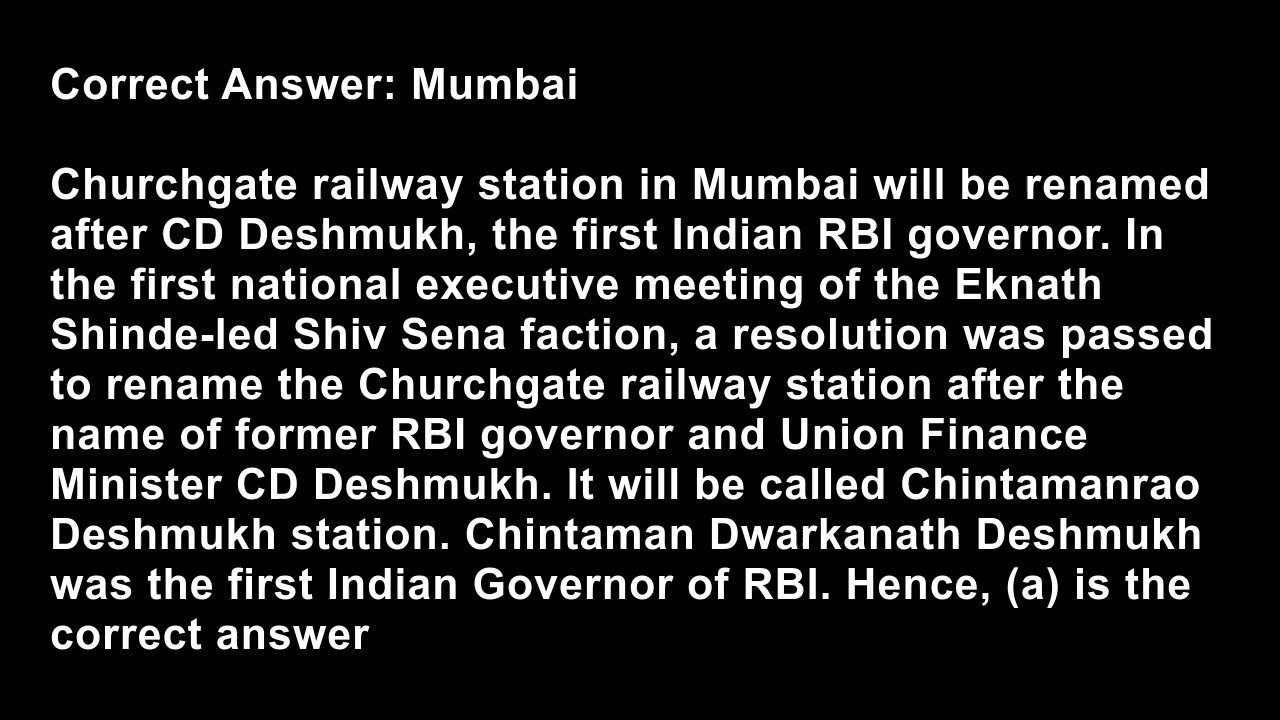 Correct Answer: Mumbai
Churchgate railway station in Mumbai will be renamed
after CD Deshmukh, the first Indian RBI governor. In
the first national executive meeting of the Eknath
Shinde-led Shiv Sena faction, a resolution was passed
to rename the Churchgate railway station after the
name of former RBI governor and Union Finance
Minister CD Deshmukh. It will be called Chintamanrao
Deshmukh station. Chintaman Dwarkanath Deshmukh
was the first Indian Governor of RBI. Hence, (a) is the
correct answer